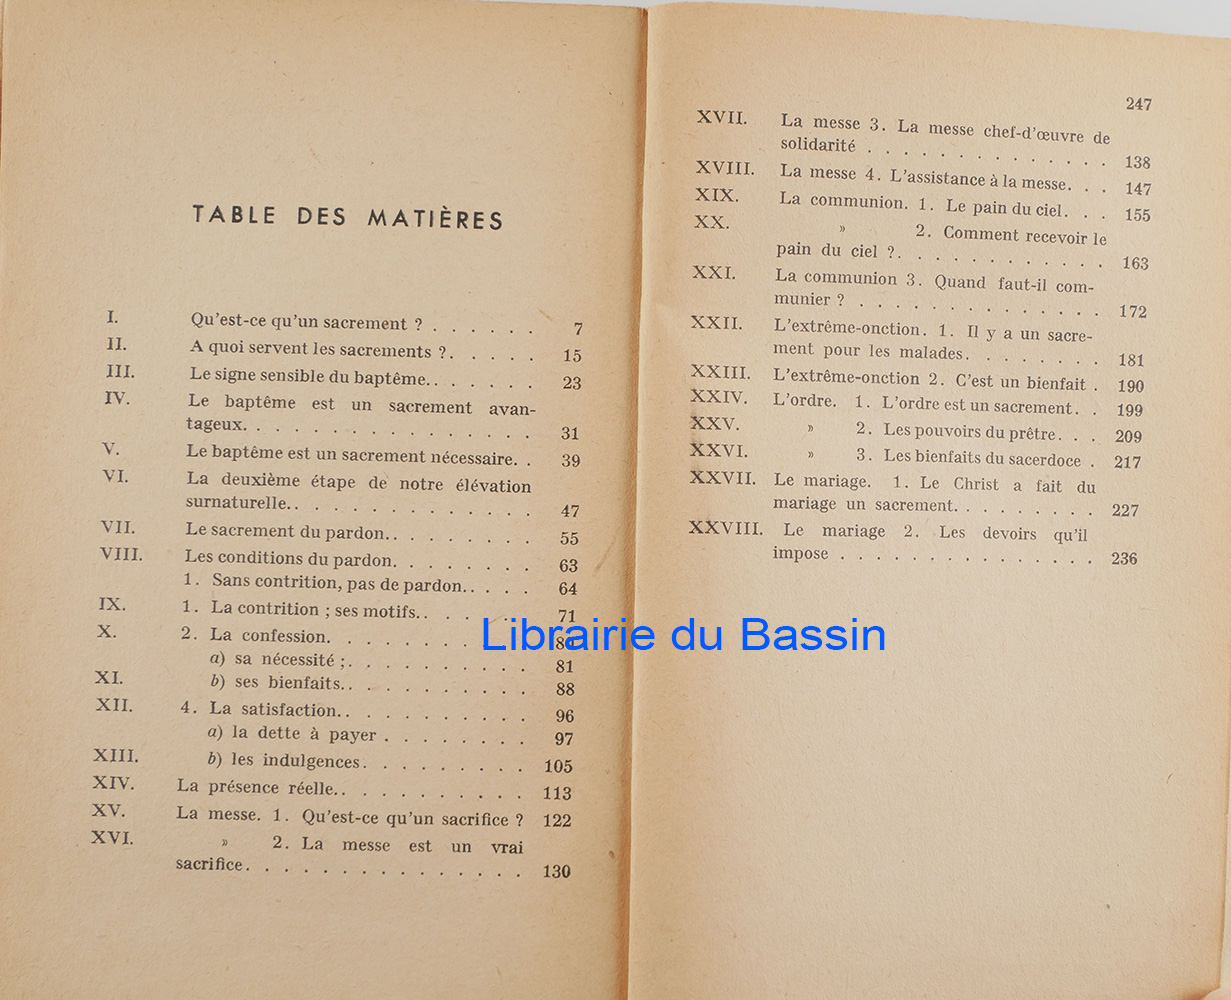 TABLE DES MATIÈRES
I. Qu'est-ce qu'un sacrement ? . . . . . . 7
II. A quoi servent les sacrements ?. . . . . 15
III. Le signe sensible du baptême.. . . . . . 23
IV. Le baptême est un sacrement avan-
tageux. . . . . . . . . . . . . . . 31
V. Le baptême est un sacrement nécessaire. . 39
VI. La deuxième étape de notre élévation
surnaturelle.. . . . . . . . . . . . 47
VII. Le sacrement du pardon.. . . . . . . . 55
VIII. Les conditions du pardon. . . . . . . . 63
1. Sans contrition, pas de pardon.. . . . 64
IX. 1. La contrition ; ses motifs.. . . . . . 71
X. 2. La confession. . . . . . . . . .
a) sa nécessité ;. . . . . . . . . . 81
XI. b) ses bienfaits.. . . . . . . . . . 88
XII. 4. La satisfaction.. . . . . . . . . . 96
a) la dette à payer . . . . . . . . 97
XIII. b) les indulgences. . . . . . . . . 105
XIV. La présence réelle.. . . . . . . . . . 113
XV. La messe. 1. Qu'est-ce qu'un sacrifice ? 122
XVI. » 2. La messe est un vrai
sacrifice. . . . . . . . . . . . . . . 130
247
XVII. La messe 3. La messe chef-d'œuvre de
solidarité . . . . . . . . . . . . . . 138
XVIII. La messe 4. L'assistance à la messe. . . 147
XIX. La communion. 1. Le pain du ciel. . . 155
XX. » 2. Comment recevoir le
pain du ciel ?. . . . . . . . . . . . 163
XXI. La communion 3. Quand faut-il com-
munier ? . . . . . . . . . . . . . 172
XXII. L'extrême-onction. 1. Il y a un sacre-
ment pour les malades. . . . . . . . 181
XXIII. L'extrême-onction 2. C'est un bienfait . 190
XXIV. L'ordre. 1. L'ordre est un sacrement. . 199
XXV. » 2. Les pouvoirs du prêtre. . . 209
XXVI. » 3. Les bienfaits du sacerdoce . 217
XXVII. Le mariage. 1. Le Christ a fait du
mariage un sacrement. . . . . . . . . 227
XXVIII. Le mariage 2. Les devoirs qu'il
impose . . . . . . . . . . . . . . 236
Librairie du Bassin